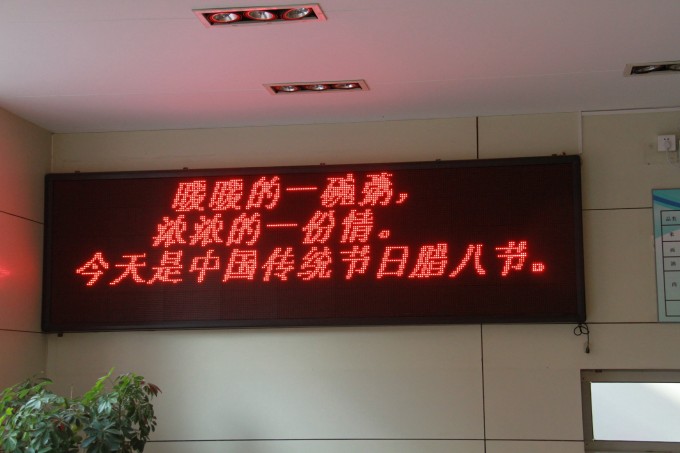 暖暖的一碗粥，
浓浓的一份情。
今天是中国传统节日腊八节。